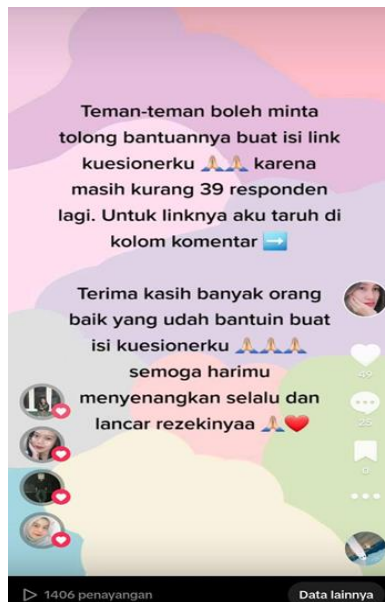 Teman-teman boleh minta
tolong bantuannya buat isi link
kuesionerku 🙏🏼🙏🏼 karena
masih kurang 39 responden
lagi. Untuk linknya aku taruh di
kolom komentar ➡️
Terima kasih banyak orang
baik yang udah bantuin buat
isi kuesionerku 🙏🏼🙏🏼🙏🏼
semoga harimu
menyenangkan selalu dan
lancar rezekinyaa 🙏🏼❤️
49
25
0
1406 penayangan
Data lainnya